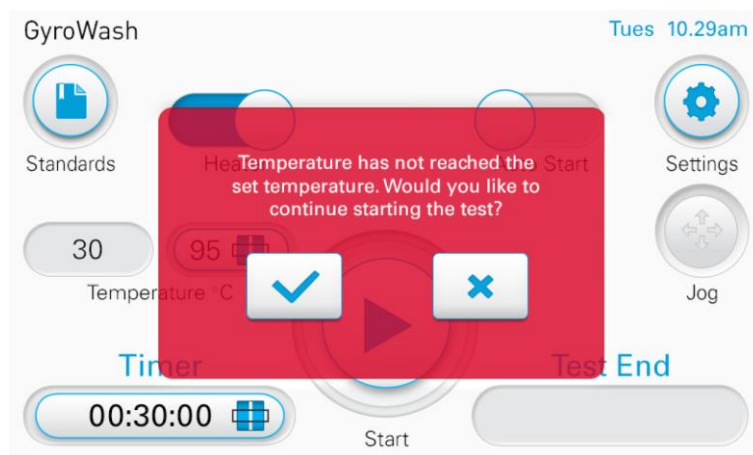 GyroWash
Tues 10.29am
Standards
Settings
Temperature has not reached the
set temperature. Would you like to
continue starting the test?
Start
30
95
Temperature °C
Jog
Timer
Test End
00:30:00
Start